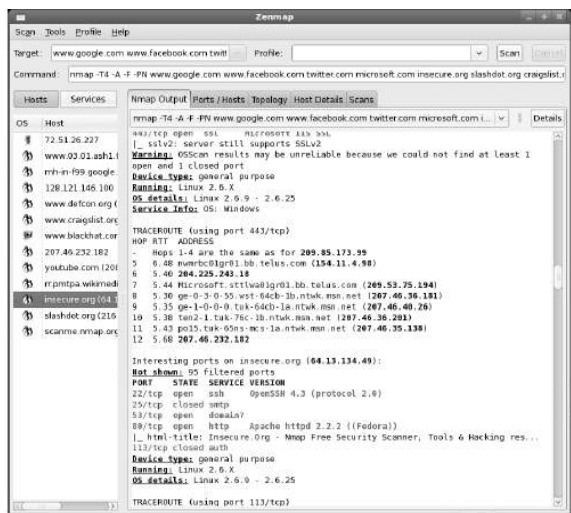 Zenmap
Scan Tools Profile Help
Target: www.google.com www.facebook.com twitt Profile: Scan Cancel
Command: nmap -T4 -A -F -PN www.google.com www.facebook.com twitter.com microsoft.com insecure.org slashdot.org craigslist.c
Hosts Services
Nmap Output Ports / Hosts Topology Host Details Scans
OS Host
72.51.26.227
www.03.01.ash1.f
mh-in-f99.google
128.121.146.100
www.defcon.org (
www.craigslist.org
www.blackhat.cor
207.46.232.182
youtube.com (208
rr.pmtpa.wikimedi
insecure.org (64.1
slashdot.org (216
scanme.nmap.org
nmap -T4 -A -F -PN www.google.com www.facebook.com twitter.com microsoft.com i... Details
443/tcp open ssl Microsoft IIS SSL
|_ sslv2: server still supports SSLv2
Warning: OSScan results may be unreliable because we could not find at least 1
open and 1 closed port
Device type: general purpose
Running: Linux 2.6.X
OS details: Linux 2.6.9 - 2.6.25
Service Info: OS: Windows
TRACEROUTE (using port 443/tcp)
HOP RTT ADDRESS
- Hops 1-4 are the same as for 209.85.173.99
5 6.48 nwmrbc01gr01.bb.telus.com (154.11.4.98)
6 5.40 204.225.243.18
7 5.44 Microsoft.sttlwa01gr01.bb.telus.com (209.53.75.194)
8 5.30 ge-0-3-0-55.wst-64cb-1b.ntwk.msn.net (207.46.36.181)
9 5.35 ge-1-0-0-0.tuk-64cb-1a.ntwk.msn.net (207.46.40.26)
10 5.38 ten2-1.tuk-76c-1b.ntwk.msn.net (207.46.36.201)
11 5.43 po15.tuk-65ns-mcs-1a.ntwk.msn.net (207.46.35.138)
12 5.68 207.46.232.182
Interesting ports on insecure.org (64.13.134.49):
Not shown: 95 filtered ports
PORT STATE SERVICE VERSION
22/tcp open ssh OpenSSH 4.3 (protocol 2.0)
25/tcp closed smtp
53/tcp open domain?
80/tcp open http Apache httpd 2.2.2 ((Fedora))
|_ html-title: Insecure.Org - Nmap Free Security Scanner, Tools & Hacking res...
113/tcp closed auth
Device type: general purpose
Running: Linux 2.6.X
OS details: Linux 2.6.9 - 2.6.25
TRACEROUTE (using port 113/tcp)